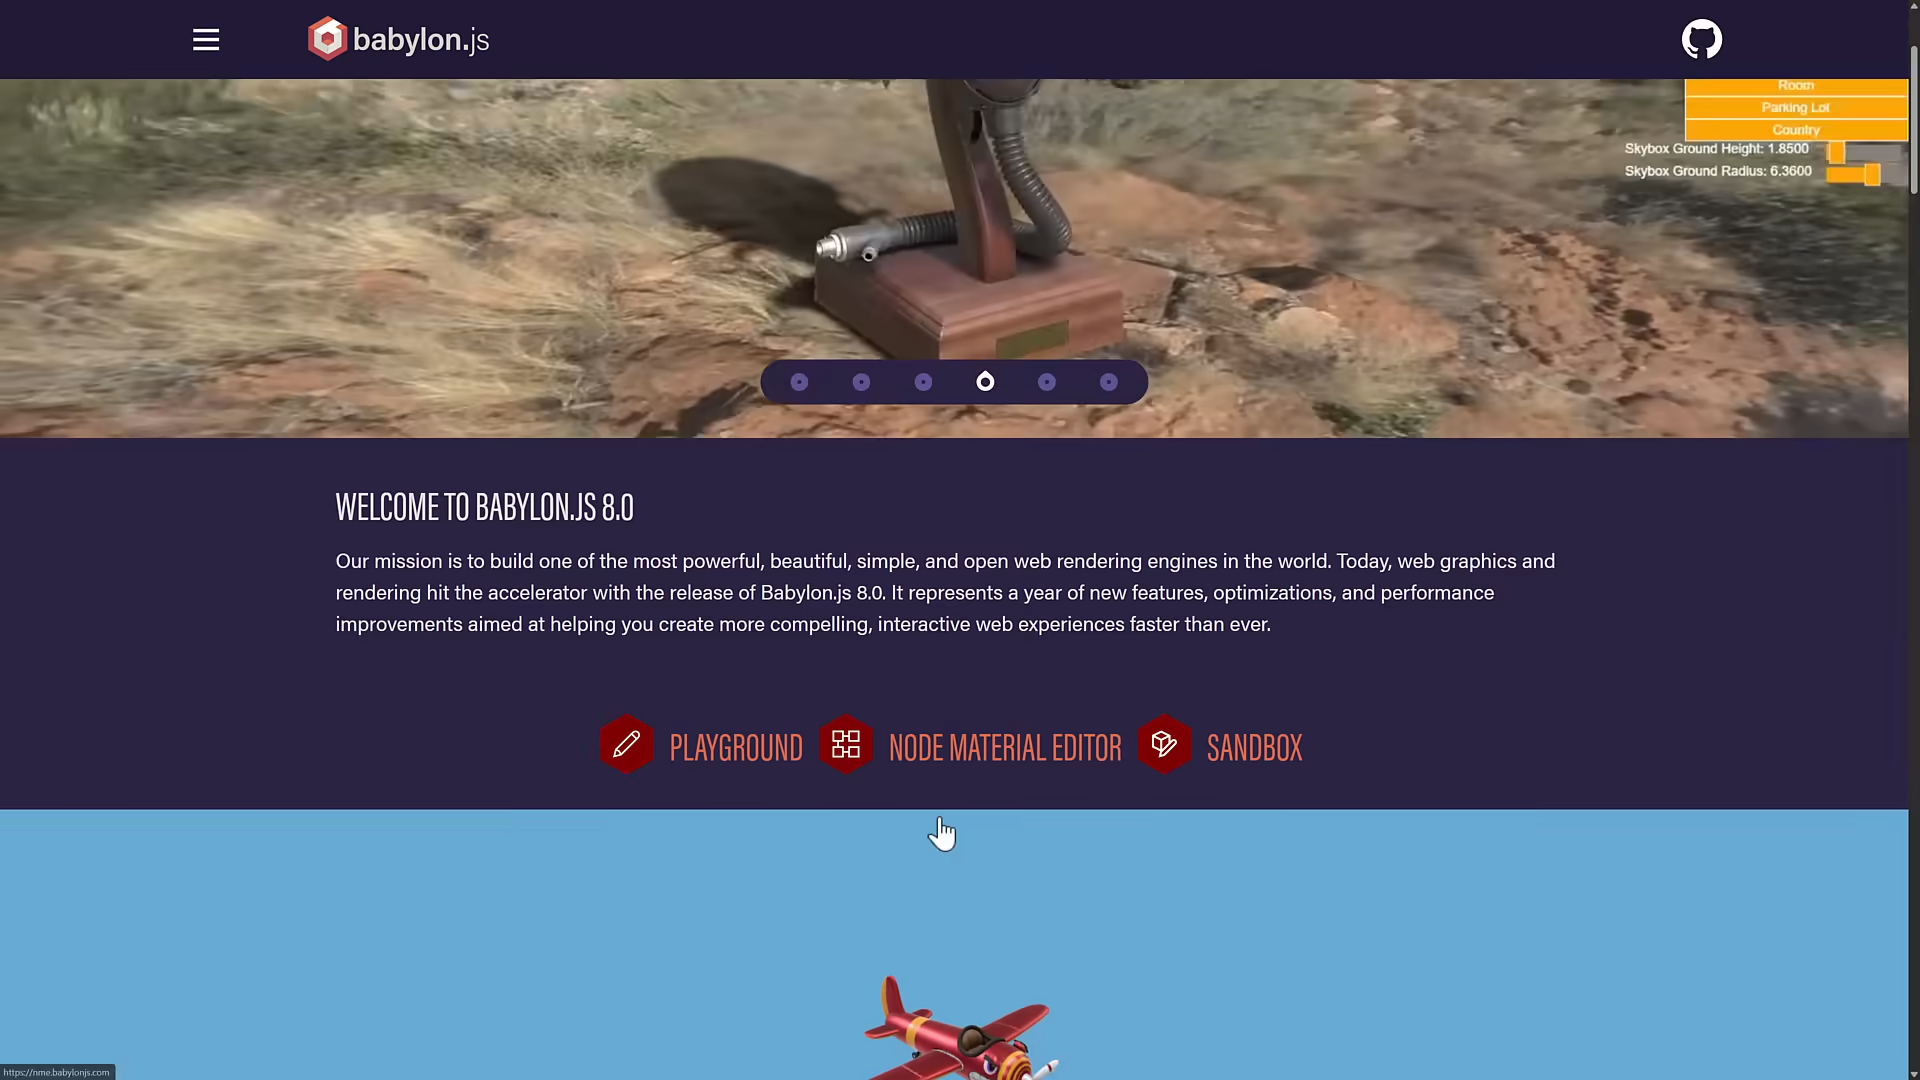 babylon.js
Room
Parking Lot
Country
Skybox Ground Height: 1.8500
Skybox Ground Radius: 6.3600
WELCOME TO BABYLON.JS 8.0
Our mission is to build one of the most powerful, beautiful, simple, and open web rendering engines in the world. Today, web graphics and
rendering hit the accelerator with the release of Babylon.js 8.0. It represents a year of new features, optimizations, and performance
improvements aimed at helping you create more compelling, interactive web experiences faster than ever.
PLAYGROUND
NODE MATERIAL EDITOR
SANDBOX
https://nme.babylonjs.com